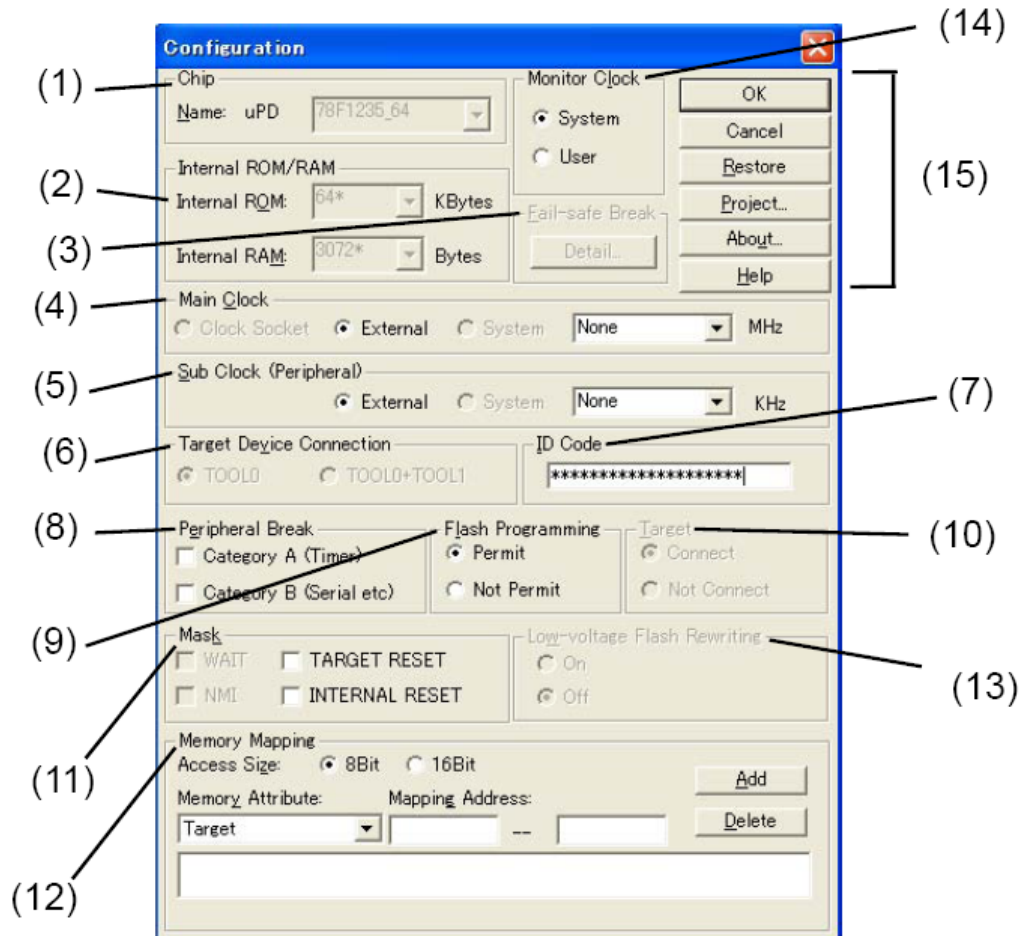 (14)
Configuration
(1)
Chip
Name: uPD 78F1235_64
Monitor Clock
System
User
OK
Cancel
Restore
Project...
About...
Help
(15)
(2)
Internal ROM/RAM
Internal ROM: 64* KBytes
Internal RAM: 3072* Bytes
(3)
Fail-safe Break
Detail...
(4)
Main Clock
Clock Socket External System None MHz
(5)
Sub Clock (Peripheral)
External System None KHz
(7)
(6)
Target Device Connection
TOOL0 TOOL0+TOOL1
ID Code
********************
(8)
Peripheral Break
Category A (Timer)
Category B (Serial etc)
Flash Programming
Permit
Not Permit
Target
Connect
Not Connect
(10)
(9)
Mask
WAIT TARGET RESET
NMI INTERNAL RESET
Low-voltage Flash Rewriting
On
Off
(13)
(11)
Memory Mapping
Access Size: 8Bit 16Bit
Memory Attribute: Mapping Address:
Target --
Add
Delete
(12)